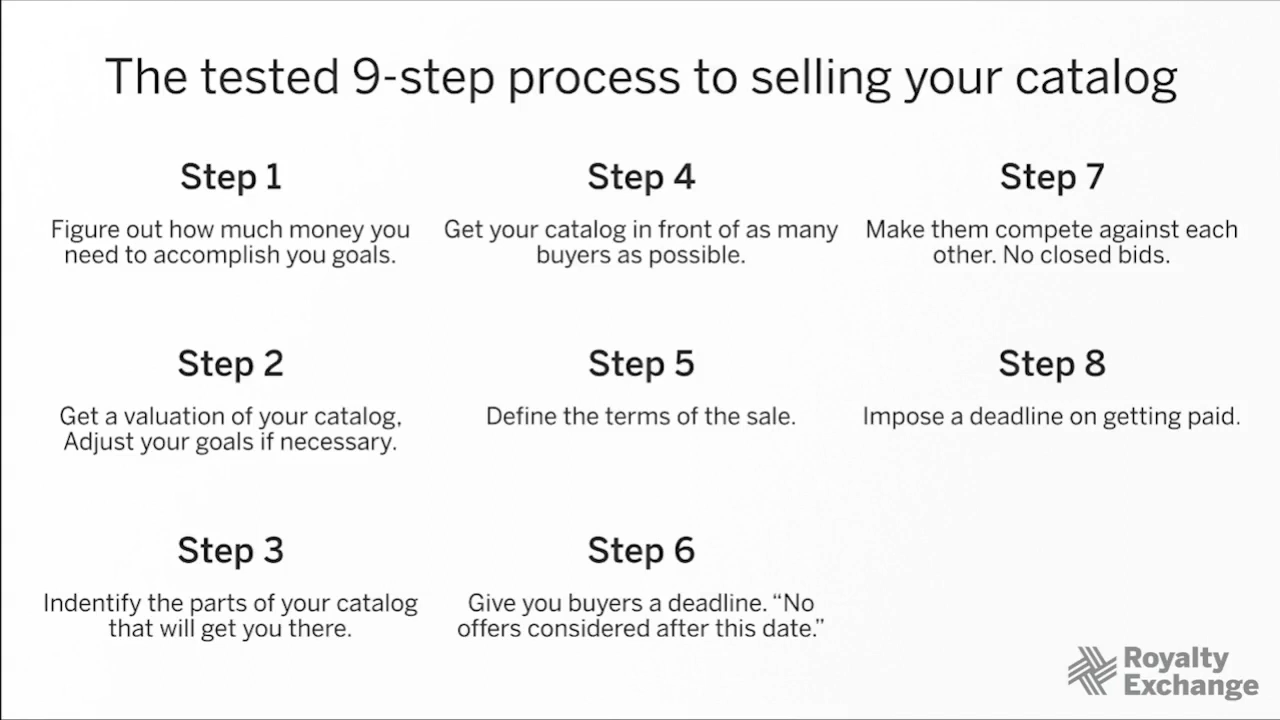 The tested 9-step process to selling your catalog
Step 1
Figure out how much money you
need to accomplish you goals.
Step 2
Get a valuation of your catalog,
Adjust your goals if necessary.
Step 3
Indentify the parts of your catalog
that will get you there.
Step 4
Get your catalog in front of as many
buyers as possible.
Step 5
Define the terms of the sale.
Step 6
Give you buyers a deadline. “No
offers considered after this date.”
Step 7
Make them compete against each
other. No closed bids.
Step 8
Impose a deadline on getting paid.
Royalty
Exchange